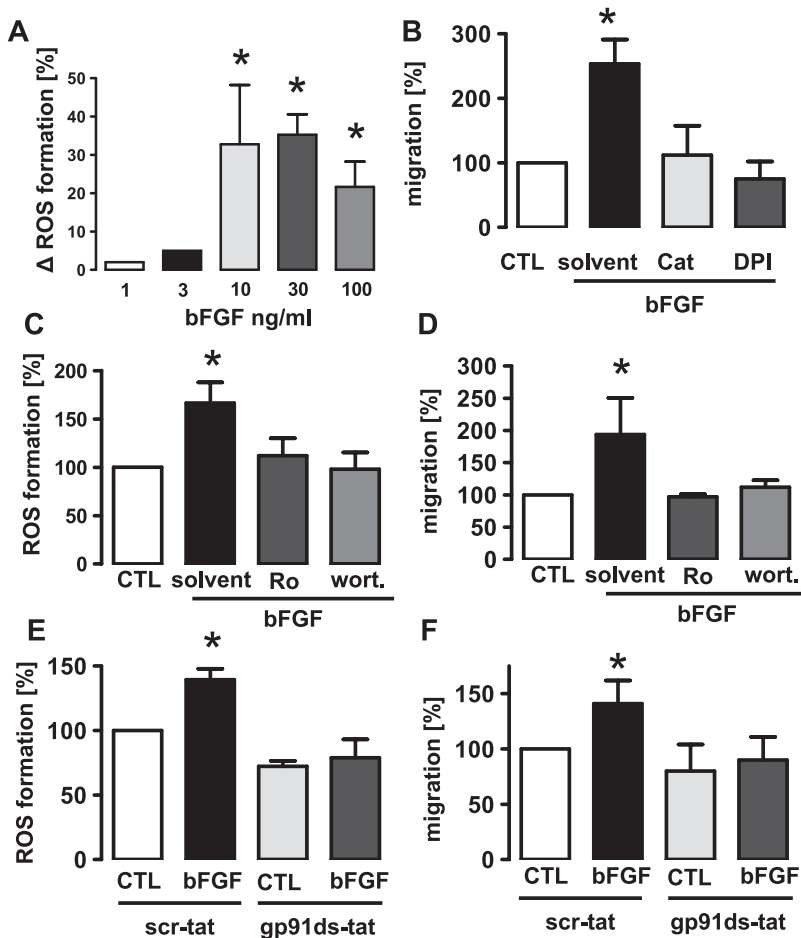 A
Δ ROS formation [%]
50
40
30
20
10
0
* * *
1 3 10 30 100
bFGF ng/ml
B
migration [%]
300
200
100
0
*
CTL solvent Cat DPI
bFGF
C
ROS formation [%]
200
150
100
50
0
*
CTL solvent Ro wort.
bFGF
D
migration [%]
300
250
200
150
100
50
0
*
CTL solvent Ro wort.
bFGF
E
ROS formation [%]
150
100
50
0
*
CTL bFGF CTL bFGF
scr-tat gp91ds-tat
F
migration [%]
150
100
50
0
*
CTL bFGF CTL bFGF
scr-tat gp91ds-tat